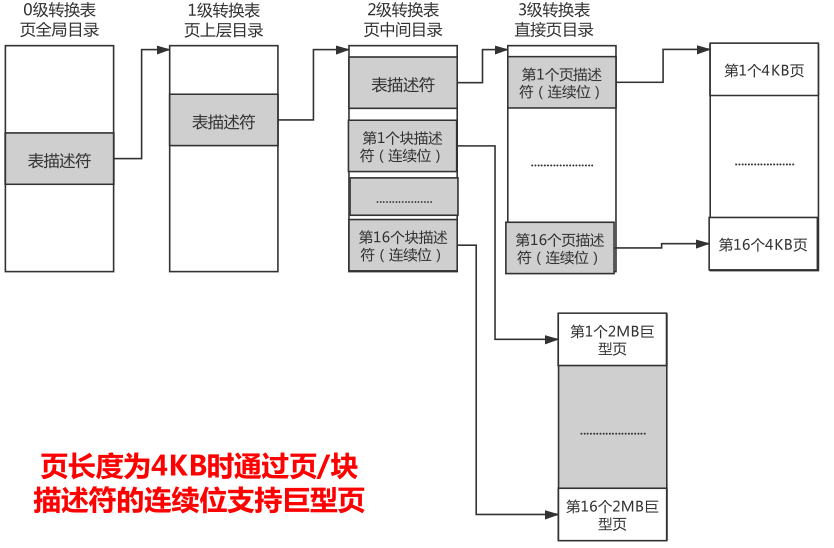 0级转换表
页全局目录
1级转换表
页上层目录
2级转换表
页中间目录
3级转换表
直接页目录
表描述符
表描述符
表描述符
第1个块描述
符（连续位）
..................
第16个块描述
符（连续位）
第1个页描述
符（连续位）
....................
第16个页描述
符（连续位）
第1个4KB页
...................
第16个4KB页
第1个2MB巨
型页
.....................
第16个2MB巨
型页
页长度为4KB时通过页/块
描述符的连续位支持巨型页